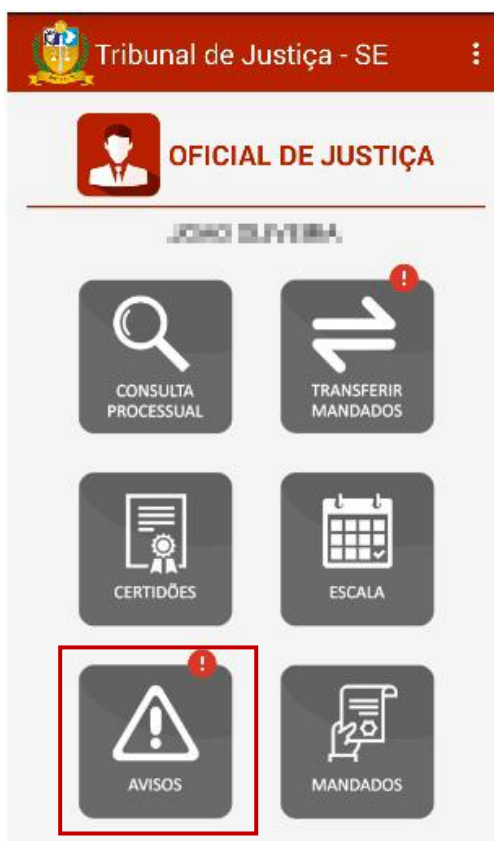 Tribunal de Justiça - SE
OFICIAL DE JUSTIÇA
CONSULTA
PROCESSUAL
TRANSFERIR
MANDADOS
CERTIDÕES
ESCALA
AVISOS
MANDADOS